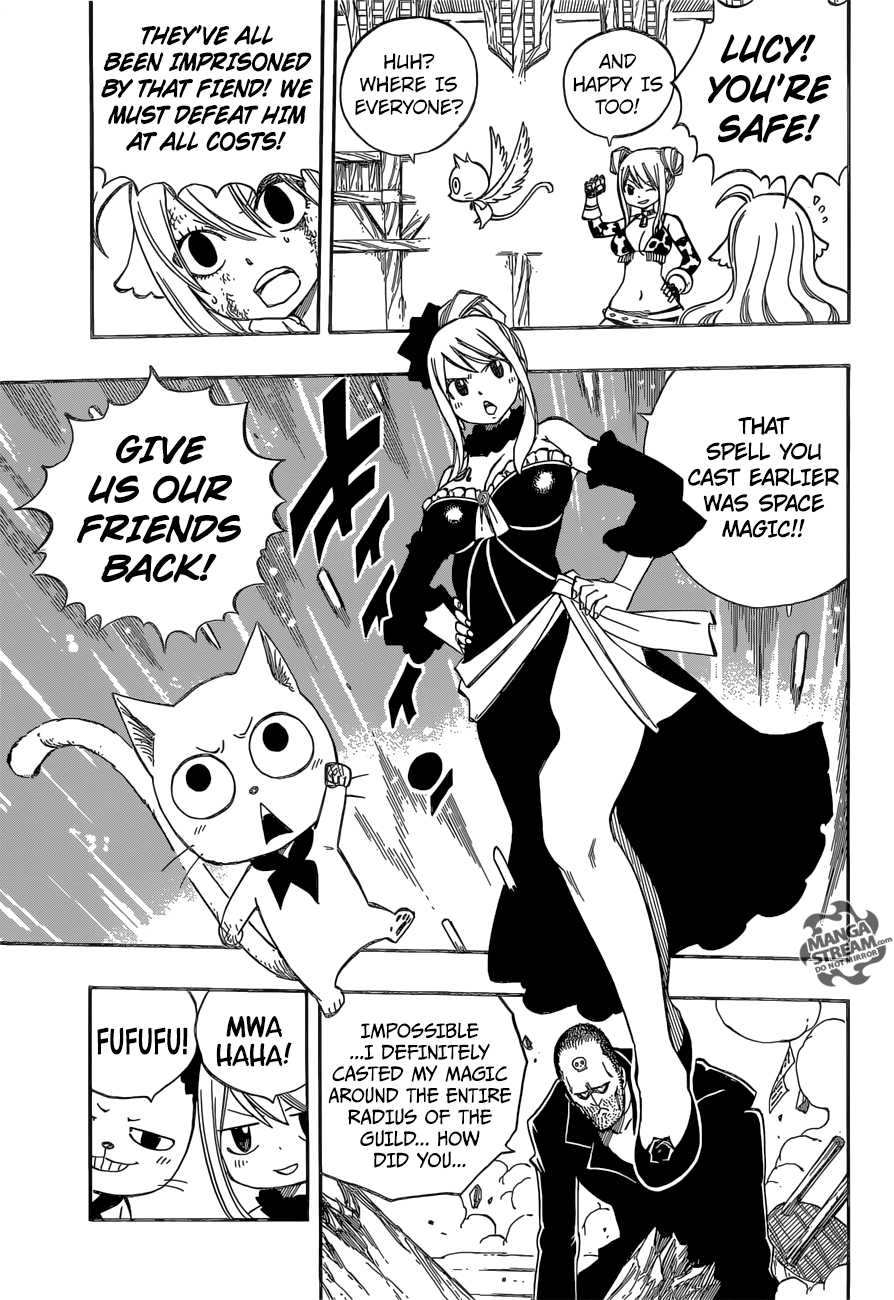 LUCY!
YOU'RE
SAFE!
AND
HAPPY IS
TOO!
HUH?
WHERE IS
EVERYONE?
THEY'VE ALL
BEEN IMPRISONED
BY THAT FIEND! WE
MUST DEFEAT HIM
AT ALL COSTS!
THAT
SPELL YOU
CAST EARLIER
WAS SPACE
MAGIC!!
GIVE
US OUR
FRIENDS
BACK!
MANGA
STREAM.com
DO NOT MIRROR
IMPOSSIBLE
...I DEFINITELY
CASTED MY MAGIC
AROUND THE ENTIRE
RADIUS OF THE
GUILD... HOW
DID YOU...
MWA
HAHA!
FUFUFU!